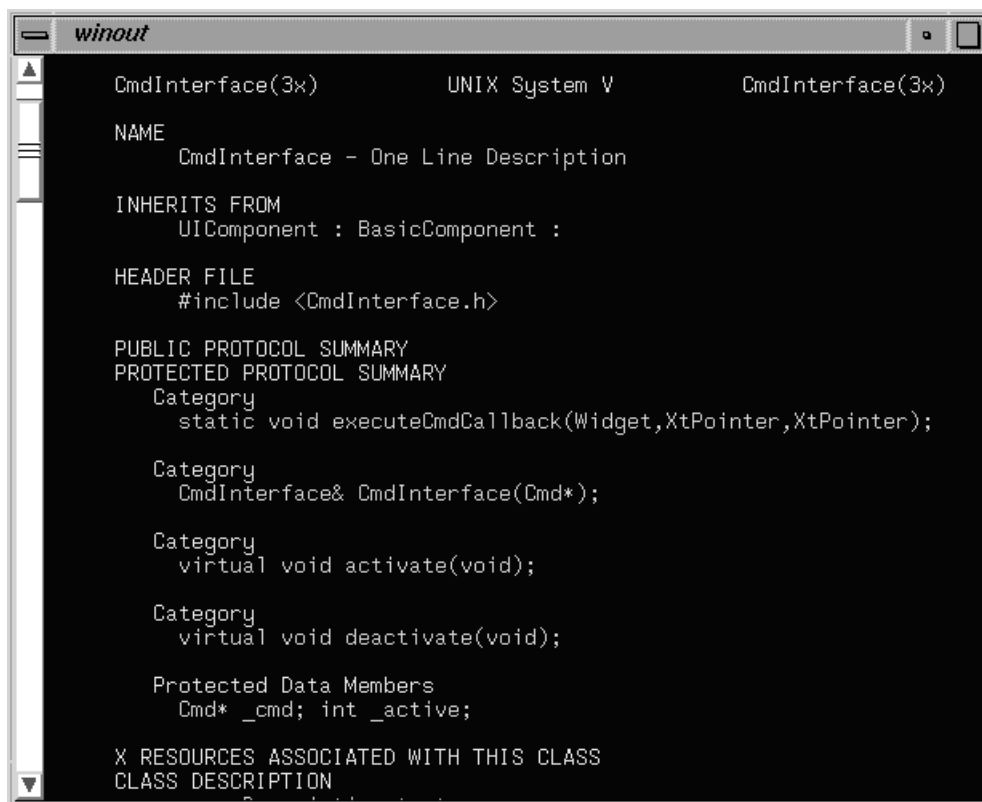 winout
CmdInterface(3x) UNIX System V CmdInterface(3x)
NAME
CmdInterface - One Line Description
INHERITS FROM
UIComponent : BasicComponent :
HEADER FILE
#include <CmdInterface.h>
PUBLIC PROTOCOL SUMMARY
PROTECTED PROTOCOL SUMMARY
Category
static void executeCmdCallback(Widget,XtPointer,XtPointer);
Category
CmdInterface& CmdInterface(Cmd*);
Category
virtual void activate(void);
Category
virtual void deactivate(void);
Protected Data Members
Cmd* _cmd; int _active;
X RESOURCES ASSOCIATED WITH THIS CLASS
CLASS DESCRIPTION